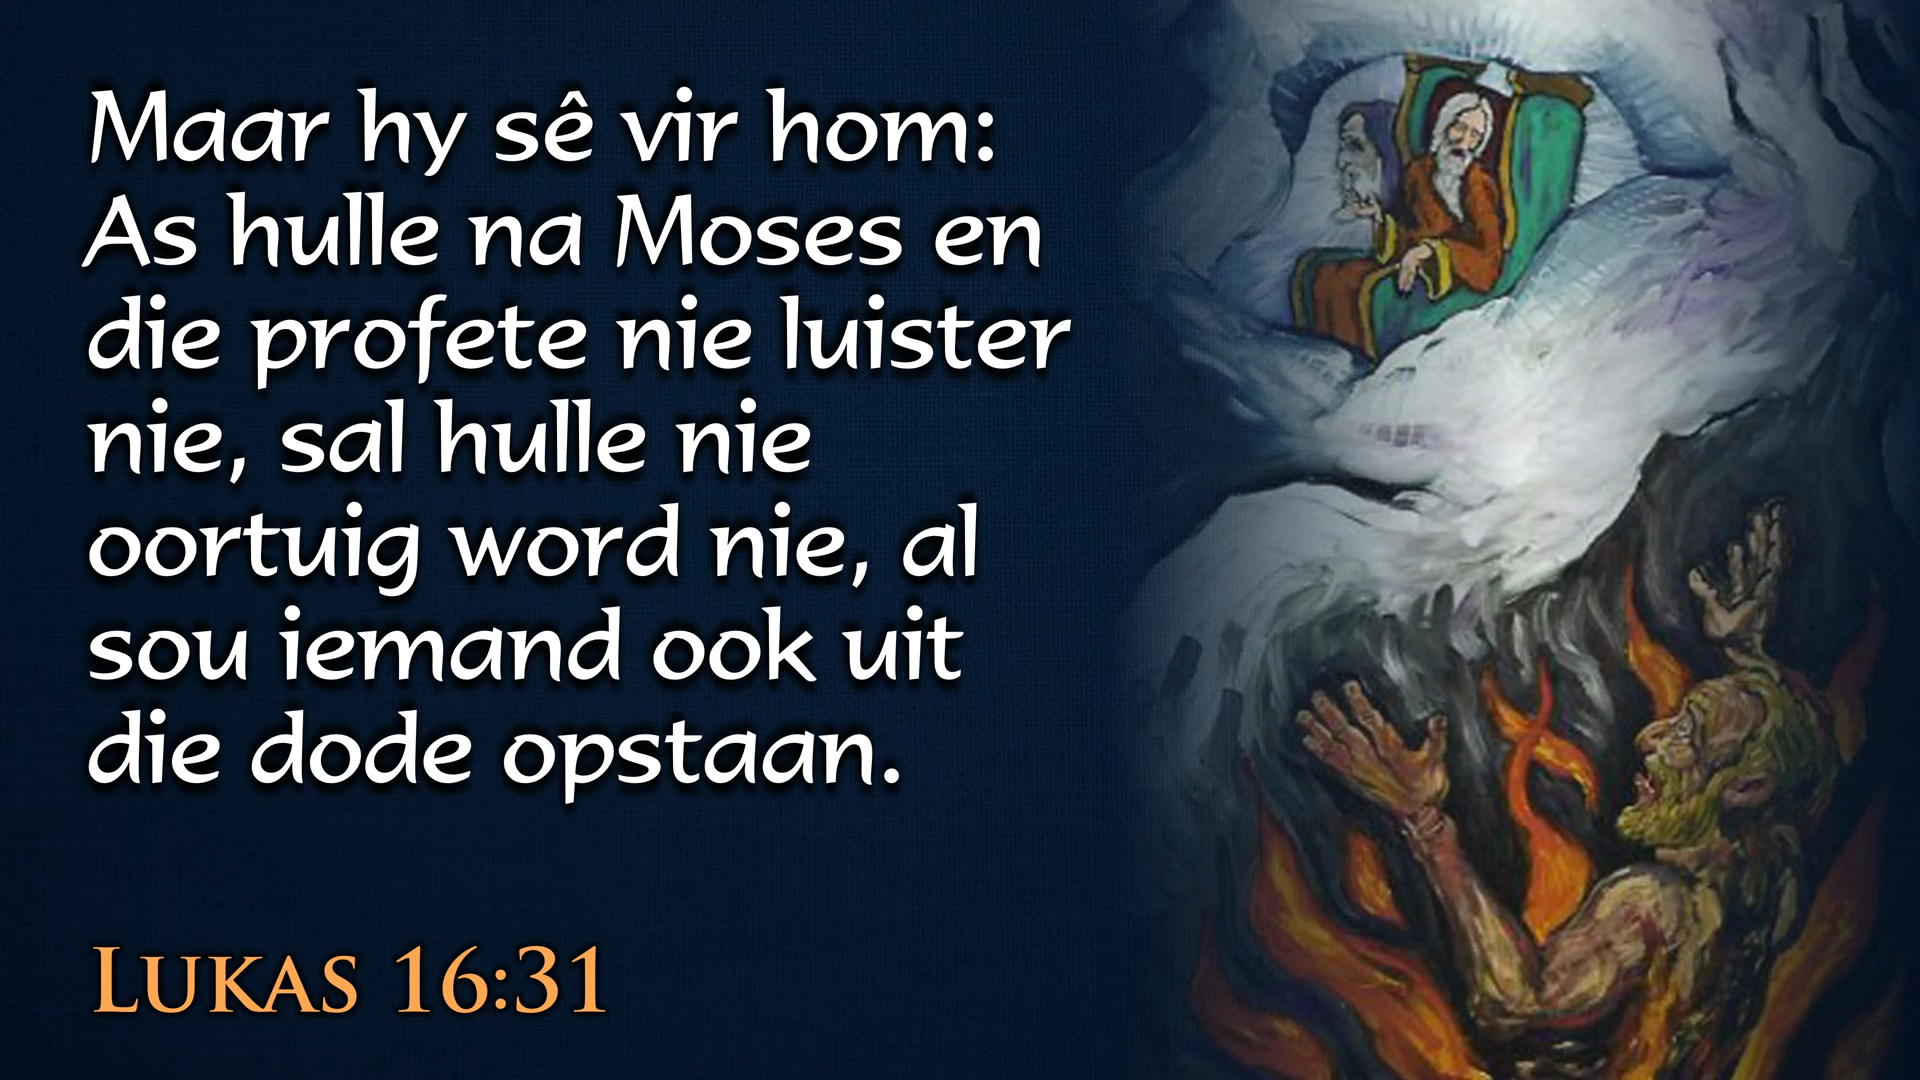 Maar hy sê vir hom:
As hulle na Moses en
die profete nie luister
nie, sal hulle nie
oortuig word nie, al
sou iemand ook uit
die dode opstaan.
Lukas 16:31